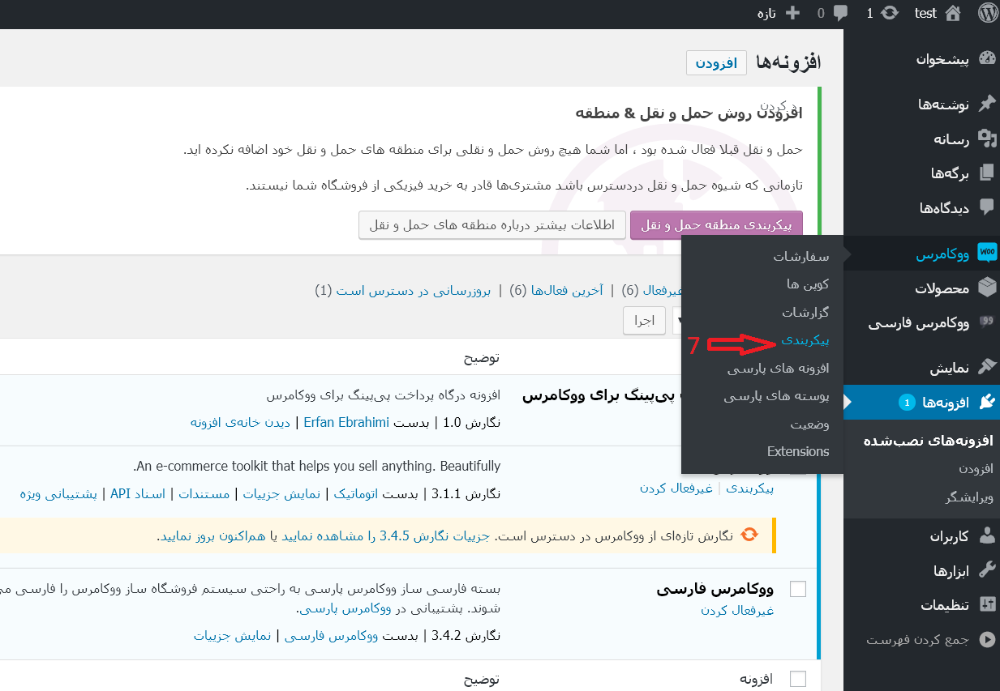 test
1
0
تازه
پیشخوان
نوشته‌ها
رسانه
برگه‌ها
دیدگاه‌ها
ووکامرس
محصولات
ووکامرس فارسی
نمایش
افزونه‌ها 1
افزونه‌های نصب‌شده
افزودن
ویرایشگر
کاربران
ابزارها
تنظیمات
جمع کردن فهرست
سفارشات
کوپن ها
گزارشات
پیکربندی
7
افزونه های پارسی
پوسته های پارسی
وضعیت
Extensions
افزونه‌ها افزودن
رد کردن
افزودن روش حمل و نقل & منطقه
حمل و نقل قبلا فعال شده بود ، اما شما هیچ روش حمل و نقلی برای منطقه های حمل و نقل خود اضافه نکرده اید.
تازمانی که شیوه حمل و نقل دردسترس باشد مشتری‌ها قادر به خرید فیزیکی از فروشگاه شما نیستند.
پیکربندی منطقه حمل و نقل اطلاعات بیشتر درباره منطقه های حمل و نقل
غیرفعال (6) | آخرین فعال‌ها (6) | بروزرسانی در دسترس است (1)
اجرا
توضیح
پی‌پینگ برای ووکامرس
افزونه درگاه پرداخت پی‌پینگ برای ووکامرس
نگارش 1.0 | بدست Erfan Ebrahimi | دیدن خانه‌ی افزونه
پیکربندی | غیرفعال کردن
An e-commerce toolkit that helps you sell anything. Beautifully.
نگارش 3.1.1 | بدست اتوماتیک | نمایش جزییات | مستندات | اسناد API | پشتیبانی ویژه
نگارش تازه‌ای از ووکامرس در دسترس است. جزییات نگارش 3.4.5 را مشاهده نمایید یا هم‌اکنون بروز نمایید.
ووکامرس فارسی
غیرفعال کردن
بسته فارسی ساز ووکامرس پارسی به راحتی سیستم فروشگاه ساز ووکامرس را فارسی می
شوند. پشتیبانی در ووکامرس پارسی.
نگارش 3.4.2 | بدست ووکامرس فارسی | نمایش جزییات
افزونه توضیح